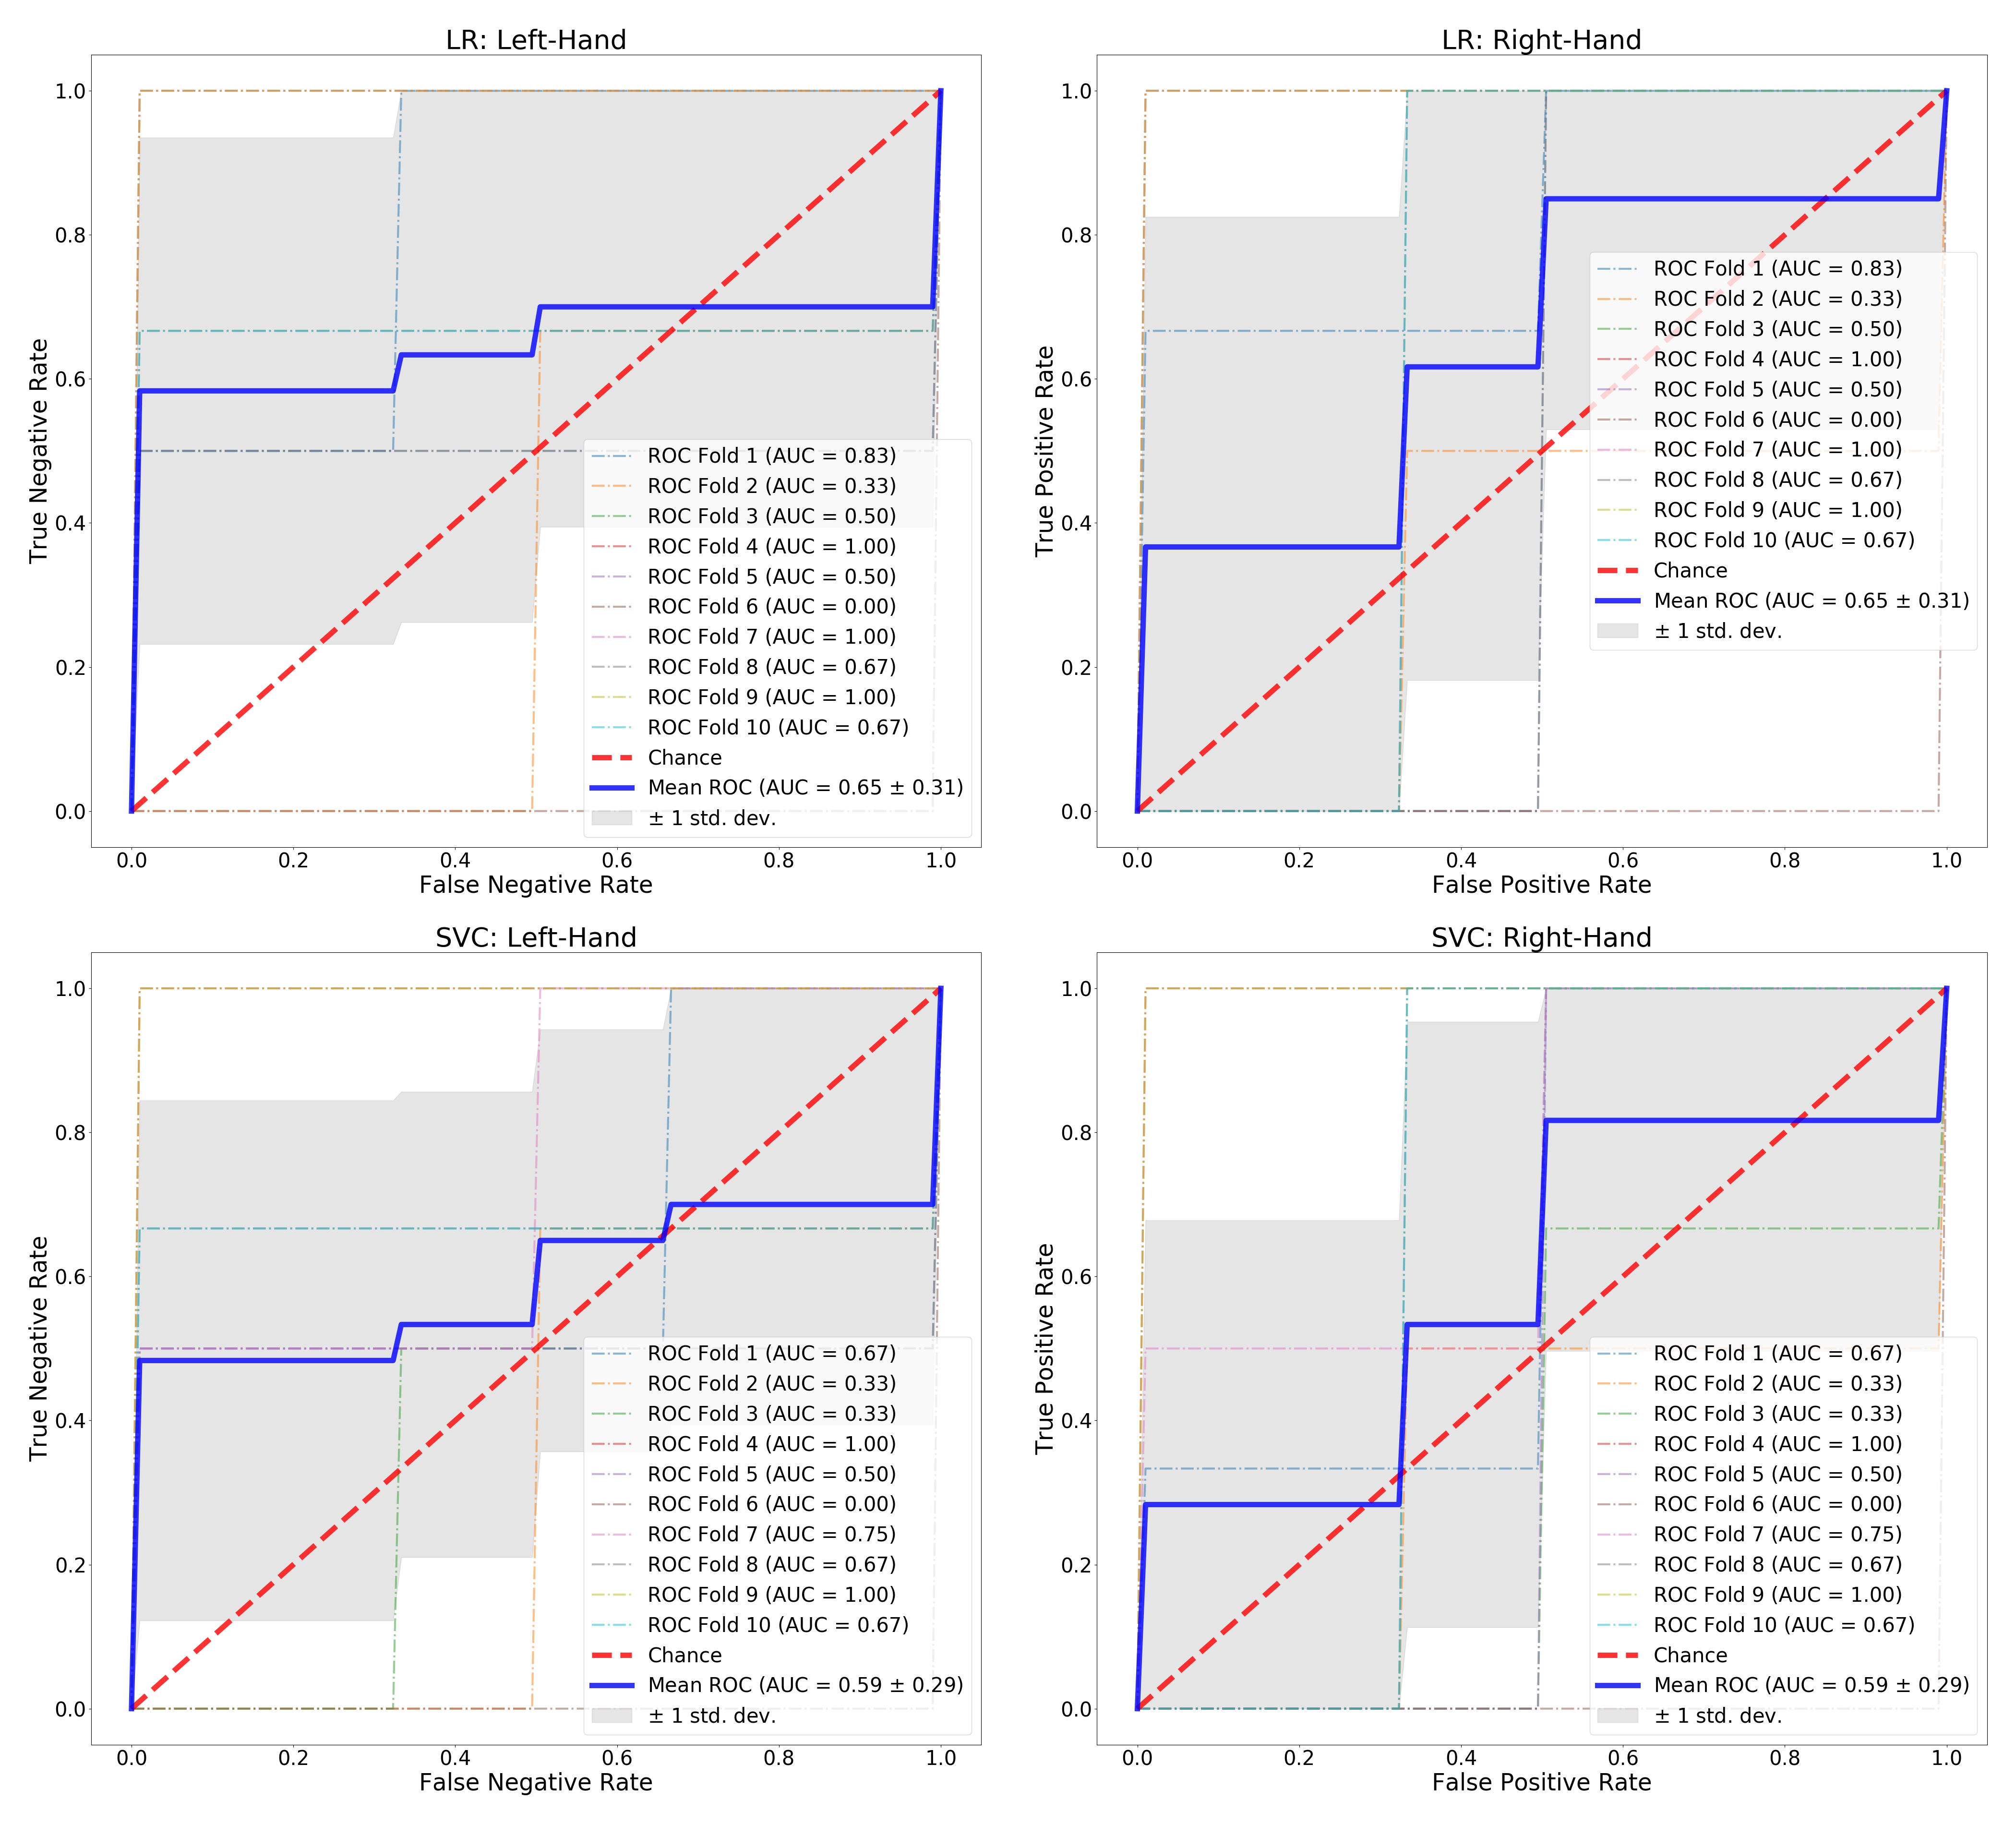 LR: Left-Hand
True Negative Rate
1.0
0.8
0.6
0.4
0.2
0.0
ROC Fold 1 (AUC = 0.83)
ROC Fold 2 (AUC = 0.33)
ROC Fold 3 (AUC = 0.50)
ROC Fold 4 (AUC = 1.00)
ROC Fold 5 (AUC = 0.50)
ROC Fold 6 (AUC = 0.00)
ROC Fold 7 (AUC = 1.00)
ROC Fold 8 (AUC = 0.67)
ROC Fold 9 (AUC = 1.00)
ROC Fold 10 (AUC = 0.67)
Chance
Mean ROC (AUC = 0.65 ± 0.31)
± 1 std. dev.
0.0 0.2 0.4 0.6 0.8 1.0
False Negative Rate
LR: Right-Hand
True Positive Rate
1.0
0.8
0.6
0.4
0.2
0.0
ROC Fold 1 (AUC = 0.83)
ROC Fold 2 (AUC = 0.33)
ROC Fold 3 (AUC = 0.50)
ROC Fold 4 (AUC = 1.00)
ROC Fold 5 (AUC = 0.50)
ROC Fold 6 (AUC = 0.00)
ROC Fold 7 (AUC = 1.00)
ROC Fold 8 (AUC = 0.67)
ROC Fold 9 (AUC = 1.00)
ROC Fold 10 (AUC = 0.67)
Chance
Mean ROC (AUC = 0.65 ± 0.31)
± 1 std. dev.
0.0 0.2 0.4 0.6 0.8 1.0
False Positive Rate
SVC: Left-Hand
True Negative Rate
1.0
0.8
0.6
0.4
0.2
0.0
ROC Fold 1 (AUC = 0.67)
ROC Fold 2 (AUC = 0.33)
ROC Fold 3 (AUC = 0.33)
ROC Fold 4 (AUC = 1.00)
ROC Fold 5 (AUC = 0.50)
ROC Fold 6 (AUC = 0.00)
ROC Fold 7 (AUC = 0.75)
ROC Fold 8 (AUC = 0.67)
ROC Fold 9 (AUC = 1.00)
ROC Fold 10 (AUC = 0.67)
Chance
Mean ROC (AUC = 0.59 ± 0.29)
± 1 std. dev.
0.0 0.2 0.4 0.6 0.8 1.0
False Negative Rate
SVC: Right-Hand
True Positive Rate
1.0
0.8
0.6
0.4
0.2
0.0
ROC Fold 1 (AUC = 0.67)
ROC Fold 2 (AUC = 0.33)
ROC Fold 3 (AUC = 0.33)
ROC Fold 4 (AUC = 1.00)
ROC Fold 5 (AUC = 0.50)
ROC Fold 6 (AUC = 0.00)
ROC Fold 7 (AUC = 0.75)
ROC Fold 8 (AUC = 0.67)
ROC Fold 9 (AUC = 1.00)
ROC Fold 10 (AUC = 0.67)
Chance
Mean ROC (AUC = 0.59 ± 0.29)
± 1 std. dev.
0.0 0.2 0.4 0.6 0.8 1.0
False Positive Rate